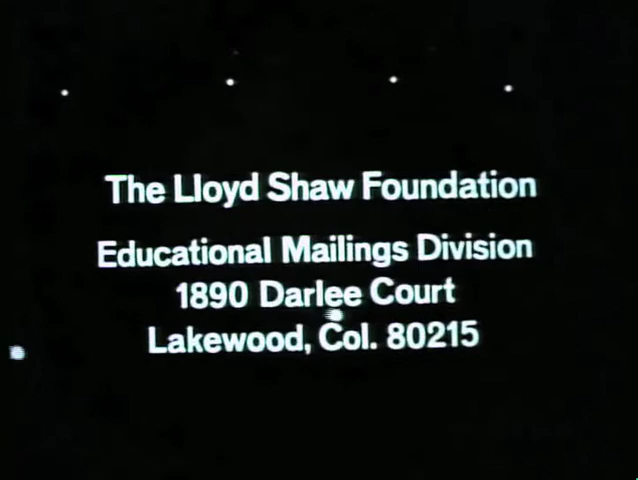 The Lloyd Shaw Foundation
Educational Mailings Division
1890 Darlee Court
Lakewood, Col. 80215